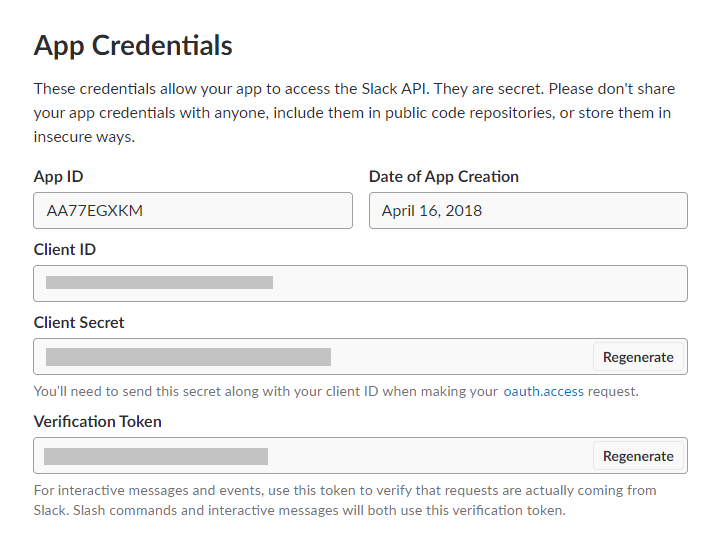 App Credentials
These credentials allow your app to access the Slack API. They are secret. Please don't share
your app credentials with anyone, include them in public code repositories, or store them in
insecure ways.
App ID
Date of App Creation
AA77EGXKM
April 16, 2018
Client ID
Client Secret
Regenerate
You'll need to send this secret along with your client ID when making your oauth.access request.
Verification Token
Regenerate
For interactive messages and events, use this token to verify that requests are actually coming from
Slack. Slash commands and interactive messages will both use this verification token.